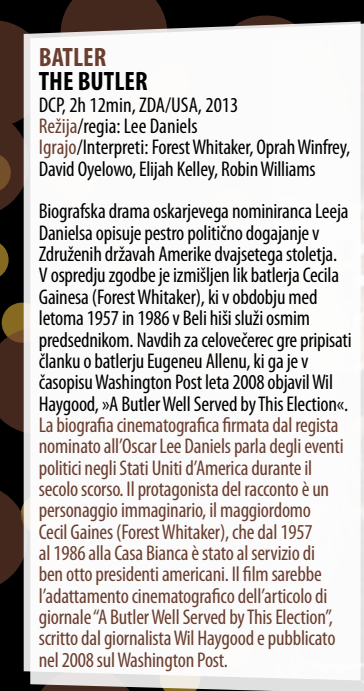 BATLER
THE BUTLER
DCP, 2h 12min, ZDA/USA, 2013
Režija/regia: Lee Daniels
Igrajo/Interpreti: Forest Whitaker, Oprah Winfrey,
David Oyelowo, Elijah Kelley, Robin Williams

Biografska drama oskarjevega nominiranca Leeja
Danielsa opisuje pestro politično dogajanje v
Združenih državah Amerike dvajsetega stoletja.
V ospredju zgodbe je izmišljen lik batlerja Cecila
Gainesa (Forest Whitaker), ki v obdobju med
letoma 1957 in 1986 v Beli hiši služi osmim
predsednikom. Navdih za celovečerec gre pripisati
članku o batlerju Eugeneu Allenu, ki ga je v
časopisu Washington Post leta 2008 objavil Wil
Haygood, »A Butler Well Served by This Election«.
La biografia cinematografica firmata dal regista
nominato all’Oscar Lee Daniels parla degli eventi
politici negli Stati Uniti d’America durante il
secolo scorso. Il protagonista del racconto è un
personaggio immaginario, il maggiordomo
Cecil Gaines (Forest Whitaker), che dal 1957
al 1986 alla Casa Bianca è stato al servizio di
ben otto presidenti americani. Il film sarebbe
l’adattamento cinematografico dell’articolo di
giornale “A Butler Well Served by This Election”,
scritto dal giornalista Wil Haygood e pubblicato
nel 2008 sul Washington Post.